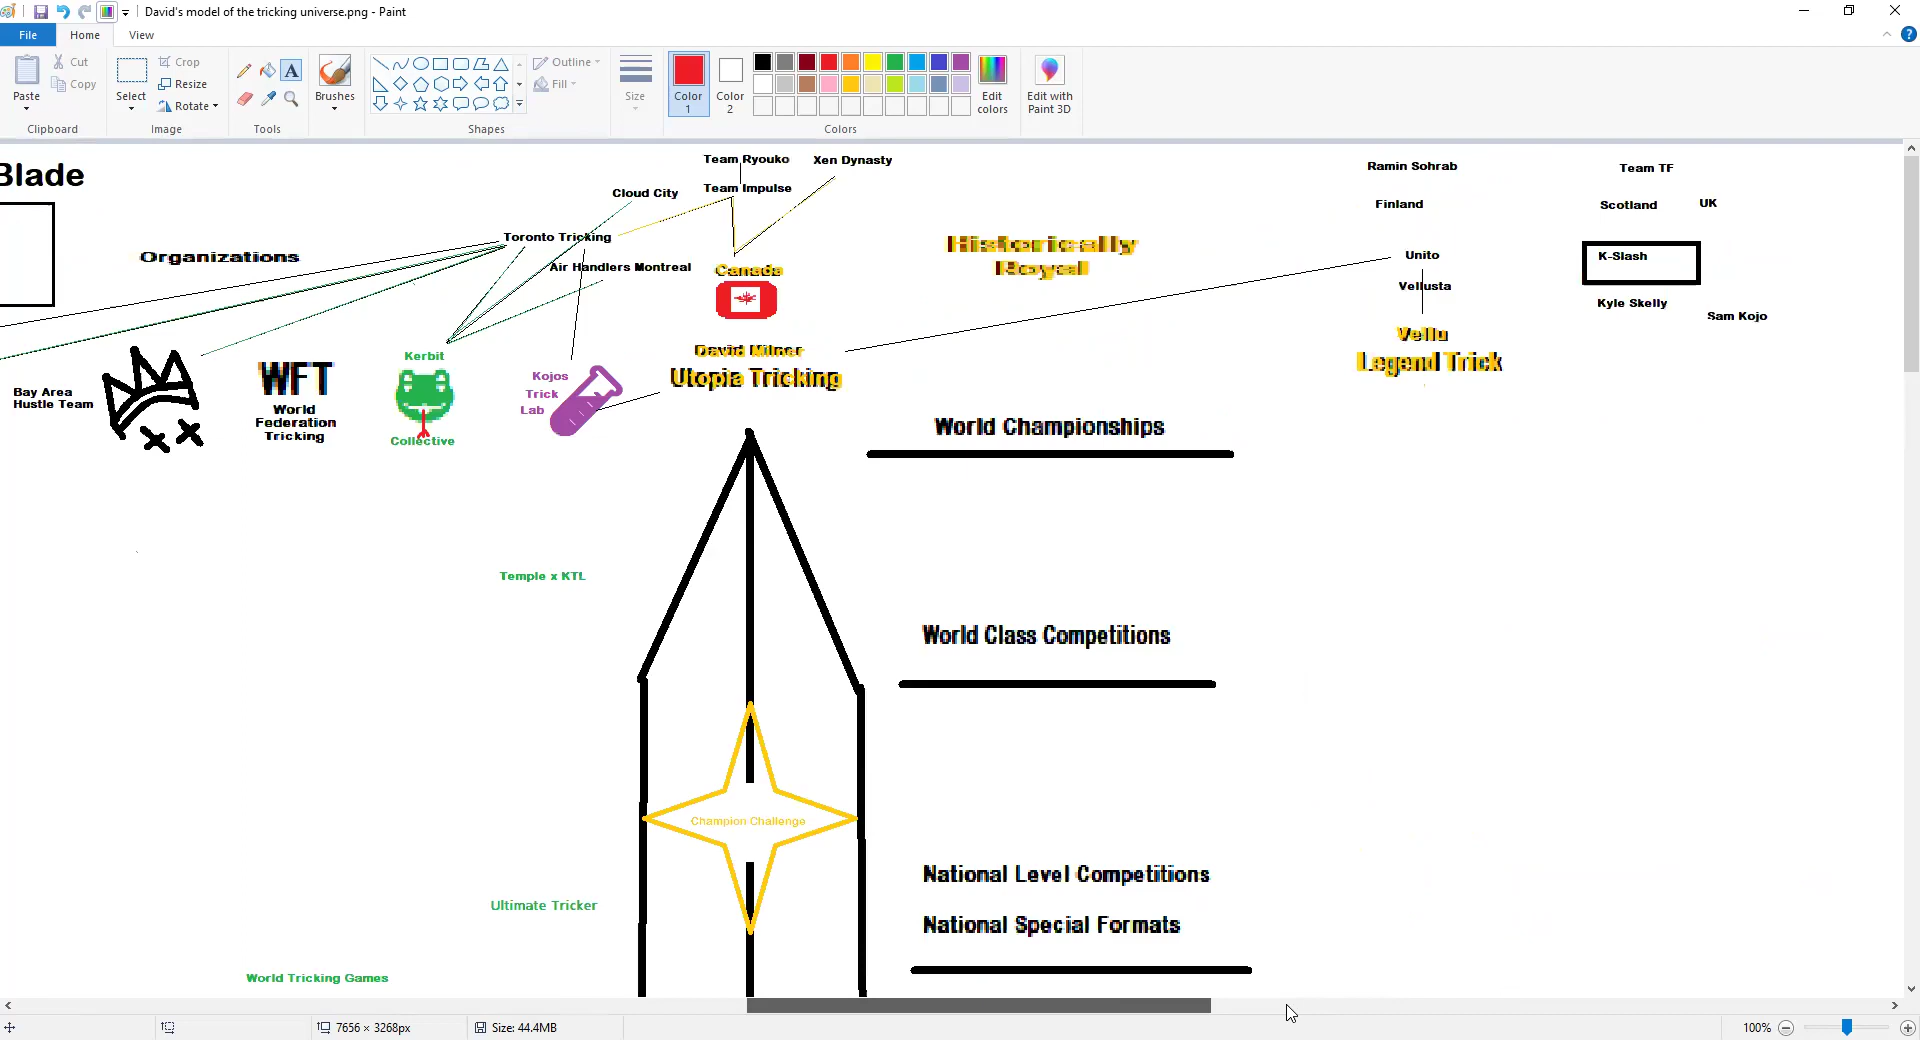 David's model of the tricking universe.png - Paint
File
Home
View
Paste
Cut
Copy
Clipboard
Select
Crop
Resize
Rotate
Image
A
Tools
Brushes
Outline
Fill
Shapes
Size
Color
1
Color
2
Edit
colors
Colors
Edit with
Paint 3D
Blade
Organizations
Toronto Tricking
Cloud City
Team Ryouko
Xen Dynasty
Team Impulse
Air Handlers Montreal
Canada
Historically
Royal
Ramin Sohrab
Finland
Unito
Vellusta
Vellu
Legend Trick
Team TF
Scotland
UK
K-Slash
Kyle Skelly
Sam Kojo
Bay Area
Hustle Team
WFT
World
Federation
Tricking
Kerbit
Collective
Kojos
Trick
Lab
David Milner
Utopia Tricking
World Championships
Temple x KTL
World Class Competitions
Champion Challenge
National Level Competitions
Ultimate Tricker
National Special Formats
World Tricking Games
7656 × 3268px
Size: 44.4MB
100%